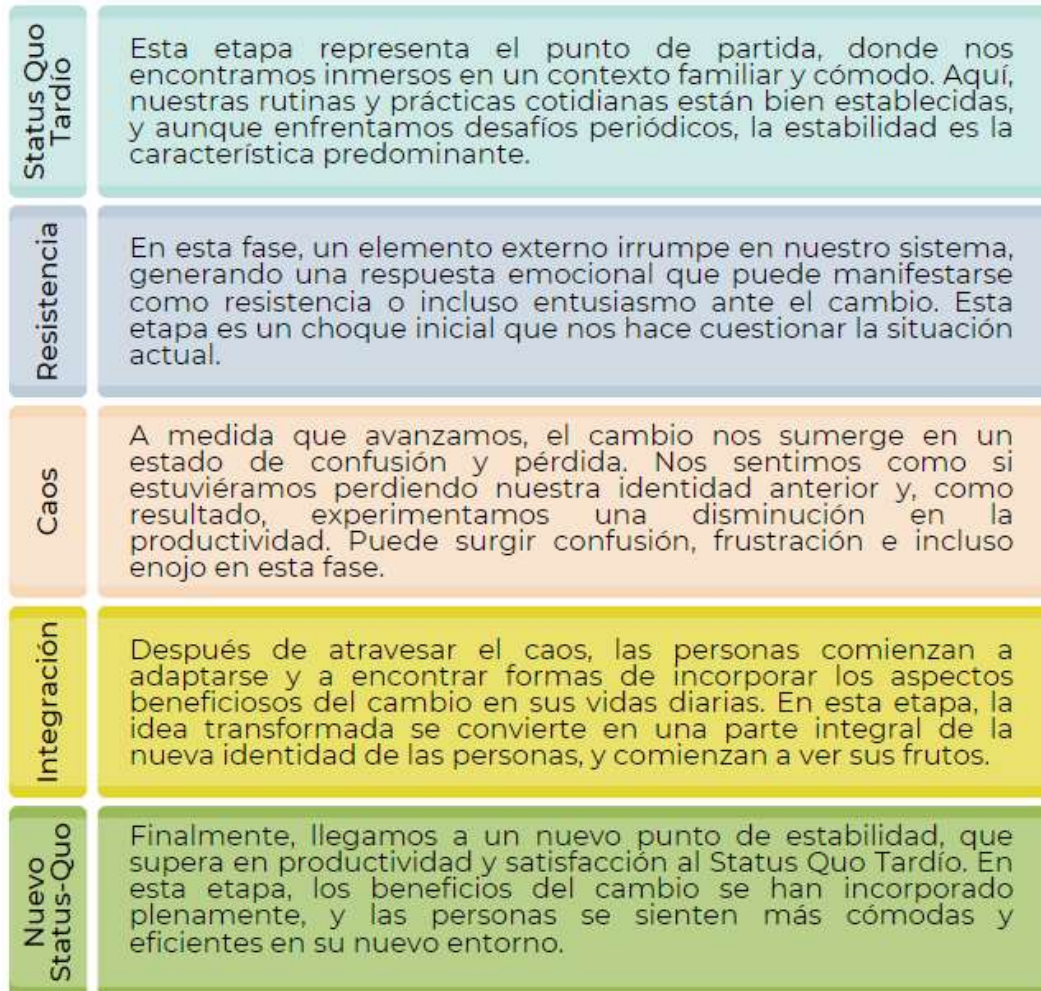 Status Quo
Tardío
Esta etapa representa el punto de partida, donde nos
encontramos inmersos en un contexto familiar y cómodo. Aquí,
nuestras rutinas y prácticas cotidianas están bien establecidas,
y aunque enfrentamos desafíos periódicos, la estabilidad es la
característica predominante.
Resistencia
En esta fase, un elemento externo irrumpe en nuestro sistema,
generando una respuesta emocional que puede manifestarse
como resistencia o incluso entusiasmo ante el cambio. Esta
etapa es un choque inicial que nos hace cuestionar la situación
actual.
Caos
A medida que avanzamos, el cambio nos sumerge en un
estado de confusión y pérdida. Nos sentimos como si
estuviéramos perdiendo nuestra identidad anterior y, como
resultado, experimentamos una disminución en la
productividad. Puede surgir confusión, frustración e incluso
enojo en esta fase.
Integración
Después de atravesar el caos, las personas comienzan a
adaptarse y a encontrar formas de incorporar los aspectos
beneficiosos del cambio en sus vidas diarias. En esta etapa, la
idea transformada se convierte en una parte integral de la
nueva identidad de las personas, y comienzan a ver sus frutos.
Nuevo
Status-Quo
Finalmente, llegamos a un nuevo punto de estabilidad, que
supera en productividad y satisfacción al Status Quo Tardío. En
esta etapa, los beneficios del cambio se han incorporado
plenamente, y las personas se sienten más cómodas y
eficientes en su nuevo entorno.